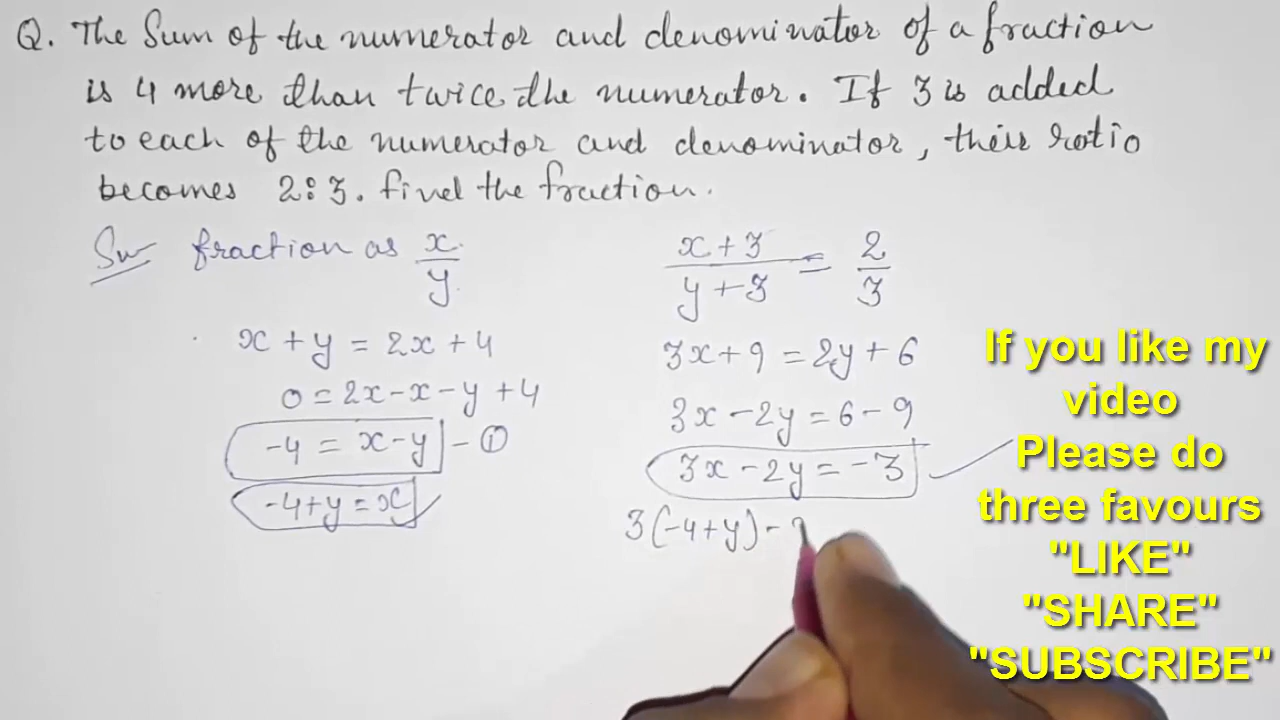 Q. The Sum of the numerator and denominator of a fraction
is 4 more than twice the numerator. If 3 is added
to each of the numerator and denominator, their ratio
becomes 2:3. find the fraction.
fraction as x/y
x + y = 2x + 4
0 = 2x - x - y + 4
-4 = x - y - ①
-4 + y = x
(x + 3)/(y + 3) = 2/3
3x + 9 = 2y + 6
3x - 2y = 6 - 9
3x - 2y = -3
3(-4 + y) -
If you like my
video
Please do
three favours
"LIKE"
"SHARE"
"SUBSCRIBE"